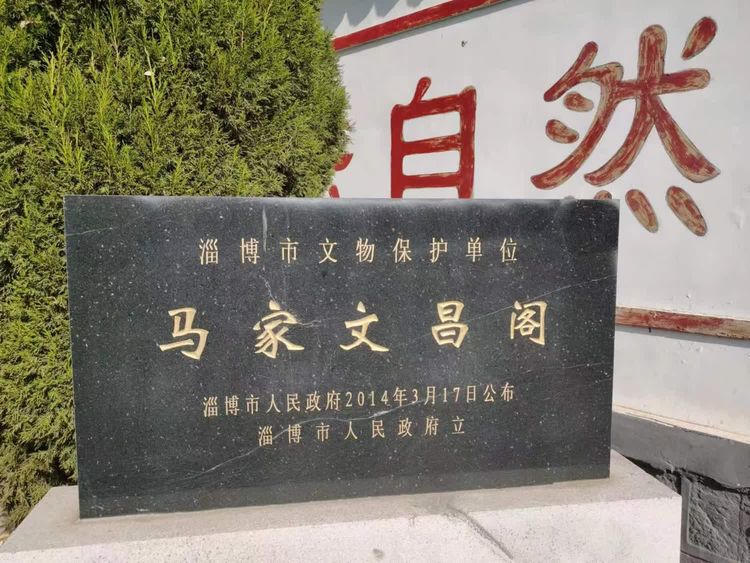 自然
淄博市文物保护单位
马家文昌阁
淄博市人民政府2014年3月17日公布
淄博市人民政府立